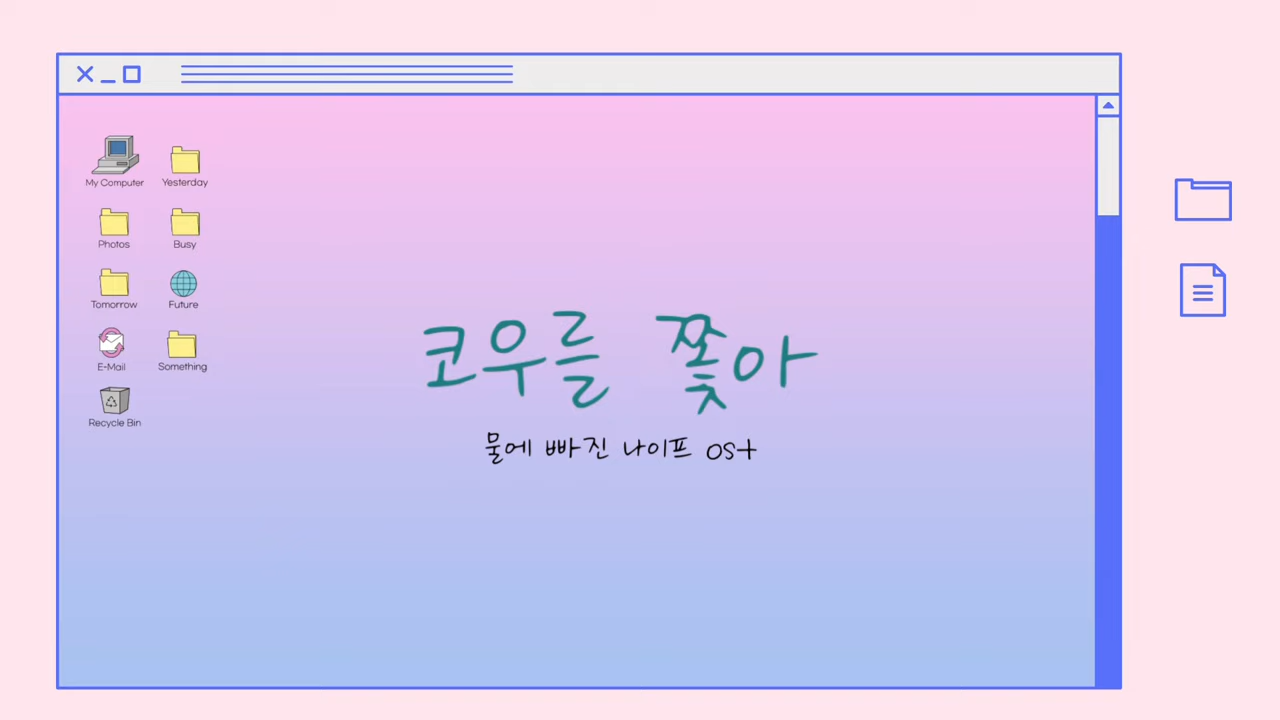 My Computer
Yesterday
Photos
Busy
Tomorrow
Future
E-Mail
Something
Recycle Bin
코우를 쫓아
물에 빠진 나이프 ost